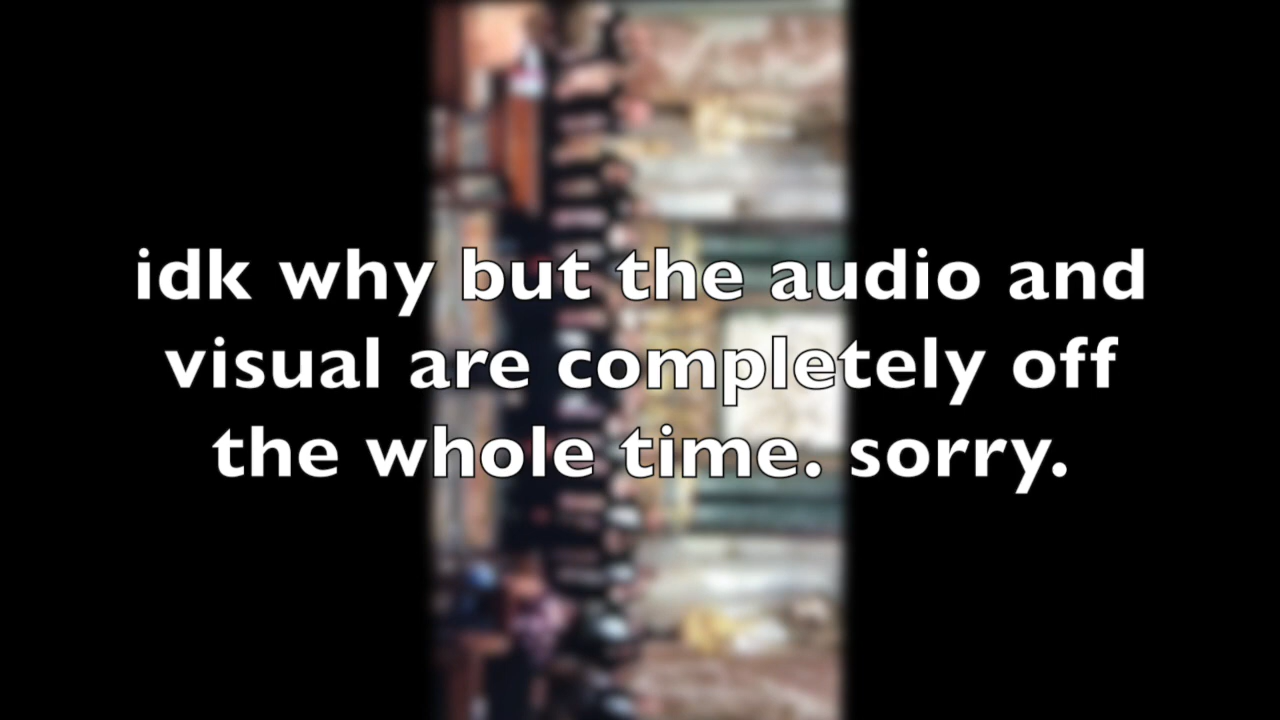 idk why but the audio and
visual are completely off
the whole time. sorry.